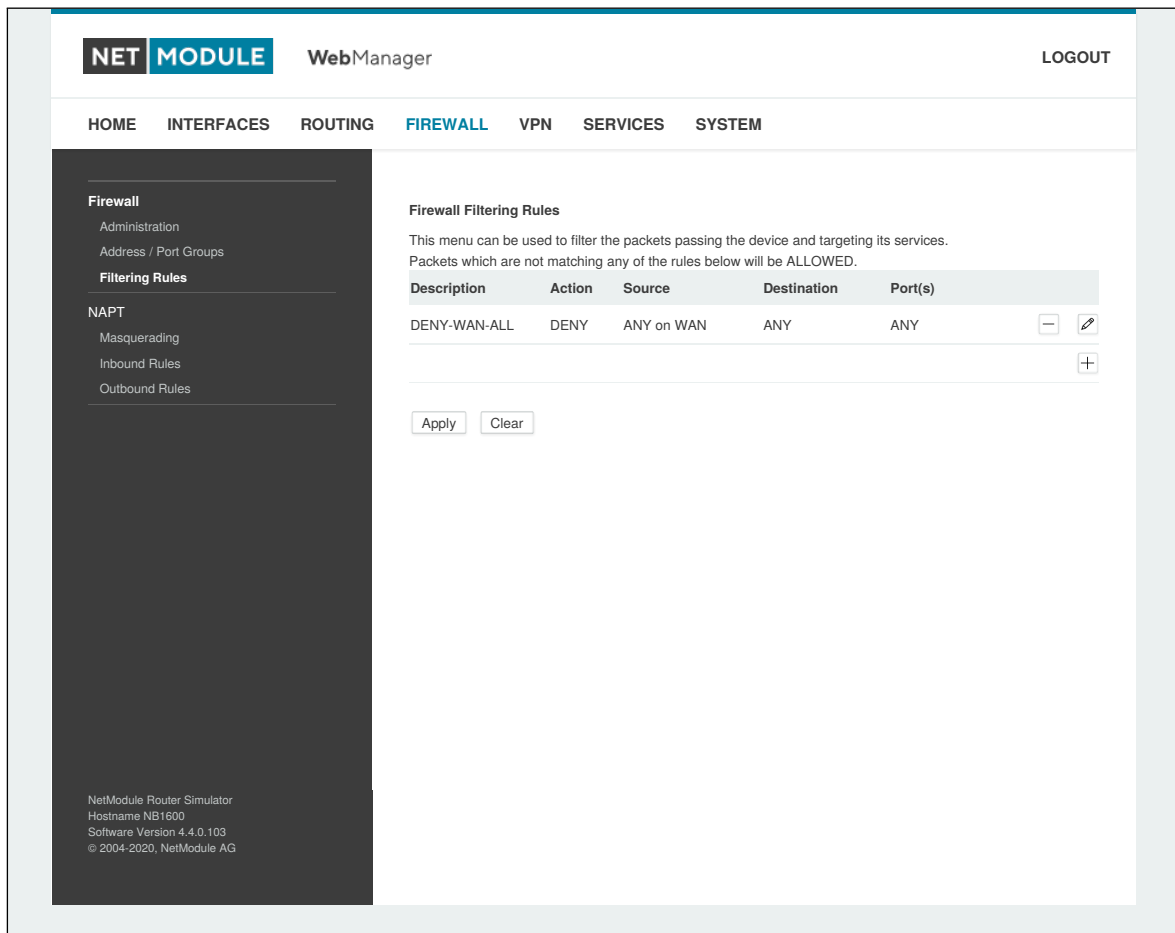 NET MODULE WebManager LOGOUT
HOME INTERFACES ROUTING FIREWALL VPN SERVICES SYSTEM
Firewall
Administration
Address / Port Groups
Filtering Rules
NAPT
Masquerading
Inbound Rules
Outbound Rules
Firewall Filtering Rules
This menu can be used to filter the packets passing the device and targeting its services.
Packets which are not matching any of the rules below will be ALLOWED.
Description Action Source Destination Port(s)
DENY-WAN-ALL DENY ANY on WAN ANY ANY
Apply Clear
NetModule Router Simulator
Hostname NB1600
Software Version 4.4.0.103
© 2004-2020, NetModule AG